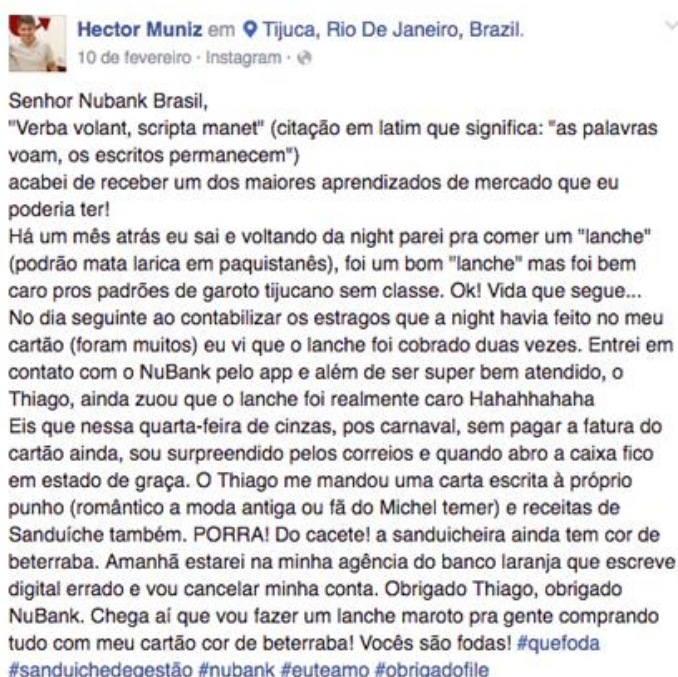 Hector Muniz em Tijuca, Rio De Janeiro, Brazil.
10 de fevereiro · Instagram ·
Senhor Nubank Brasil,
"Verba volant, scripta manet" (citação em latim que significa: "as palavras
voam, os escritos permanecem")
acabei de receber um dos maiores aprendizados de mercado que eu
poderia ter!
Há um mês atrás eu sai e voltando da night parei pra comer um "lanche"
(podrão mata larica em paquistanês), foi um bom "lanche" mas foi bem
caro pros padrões de garoto tijucano sem classe. Ok! Vida que segue...
No dia seguinte ao contabilizar os estragos que a night havia feito no meu
cartão (foram muitos) eu vi que o lanche foi cobrado duas vezes. Entrei em
contato com o NuBank pelo app e além de ser super bem atendido, o
Thiago, ainda zuou que o lanche foi realmente caro Hahahhahaha
Eis que nessa quarta-feira de cinzas, pos carnaval, sem pagar a fatura do
cartão ainda, sou surpreendido pelos correios e quando abro a caixa fico
em estado de graça. O Thiago me mandou uma carta escrita à próprio
punho (romântico a moda antiga ou fã do Michel temer) e receitas de
Sanduíche também. PORRA! Do cacete! a sanduicheira ainda tem cor de
beterraba. Amanhã estarei na minha agência do banco laranja que escreve
digital errado e vou cancelar minha conta. Obrigado Thiago, obrigado
NuBank. Chega aí que vou fazer um lanche maroto pra gente comprando
tudo com meu cartão cor de beterraba! Vocês são fodas! #quefoda
#sanduichedegestão #nubank #euteamo #obrigadofile